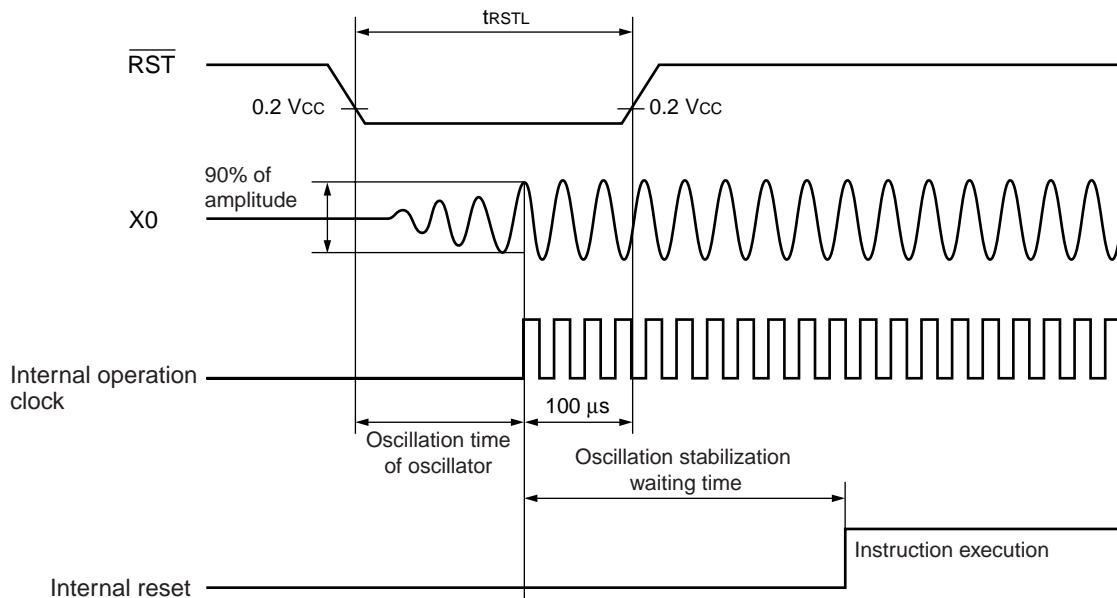 tRSTL
RST
0.2 VCC
0.2 VCC
90% of
amplitude
X0
Internal operation
clock
100 μs
Oscillation time
of oscillator
Oscillation stabilization
waiting time
Instruction execution
Internal reset